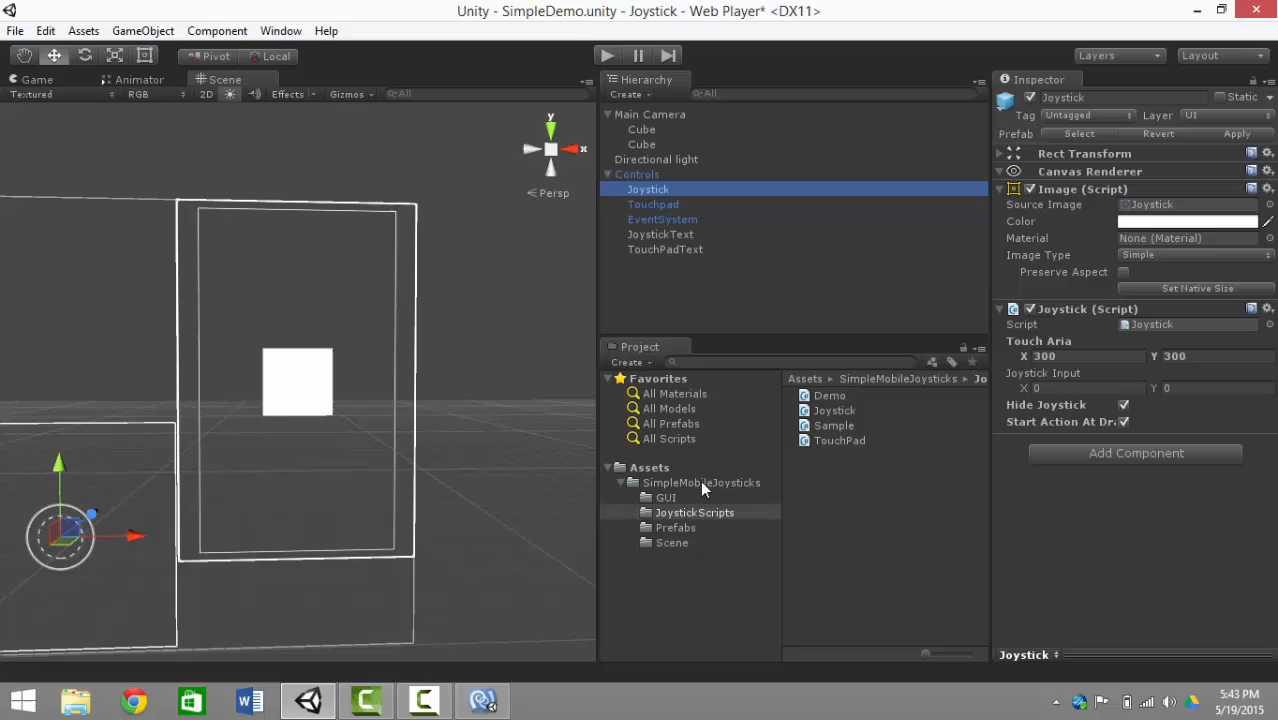 Unity - SimpleDemo.unity - Joystick - Web Player* <DX11>
File Edit Assets GameObject Component Window Help
Pivot Local Layers Layout
Game Animator Scene Hierarchy Inspector
Textured RGB 2D Effects Gizmos All
Create All
Joystick Static
Main Camera
Tag Untagged Layer UI
Cube
Prefab Select Revert Apply
Cube
Directional light
Rect Transform
Controls
Canvas Renderer
Joystick
Image (Script)
Touchpad
Source Image Joystick
EventSystem
Color
JoystickText
Material None (Material)
TouchPadText
Image Type Simple
Preserve Aspect
Set Native Size
y
x
Persp
Joystick (Script)
Script Joystick
Touch Aria
X 300 Y 300
Joystick Input
X 0 Y 0
Hide Joystick
Start Action At Dra
Add Component
Project
Create
Favorites
All Materials
All Models
All Prefabs
All Scripts
Assets
SimpleMobileJoysticks
GUI
JoystickScripts
Prefabs
Scene
Assets SimpleMobileJoysticks Jo
Demo
Joystick
Sample
TouchPad
Joystick
5:43 PM
5/19/2015